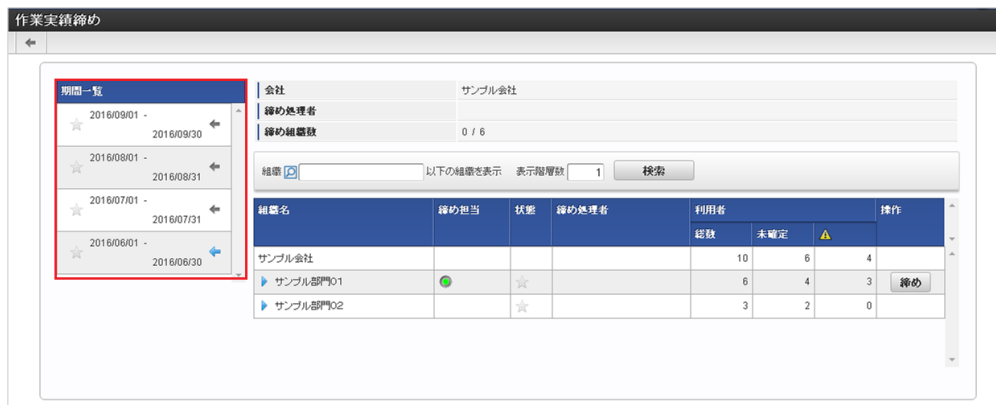 作業実績締め
期間一覧
2016/09/01 -
2016/09/30
2016/08/01 -
2016/08/31
2016/07/01 -
2016/07/31
2016/06/01 -
2016/06/30
会社 サンプル会社
締め処理者
締め組織数 0 / 6
組織 以下の組織を表示 表示階層数 1 検索
組織名 締め担当 状態 締め処理者 利用者 操作
総数 未確定
サンプル会社 10 6 4
サンプル部門01 6 4 3 締め
サンプル部門02 3 2 0